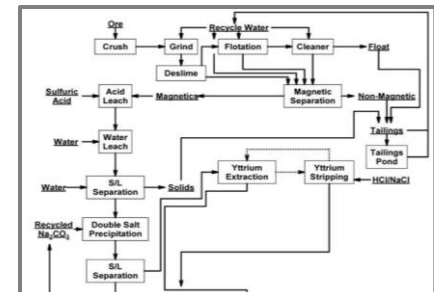 Ore
Recycle Water
Crush
Grind
Flotation
Cleaner
Float
Deslime
Sulfuric
Acid
Acid
Leach
Magnetics
Magnetic
Separation
Non-Magnetic
Water
Water
Leach
Tailings
Tailings
Pond
Water
S/L
Separation
Solids
Yttrium
Extraction
Yttrium
Stripping
HCl/NaCl
Recycled
Na2CO3
Double Salt
Precipitation
S/L
Separation